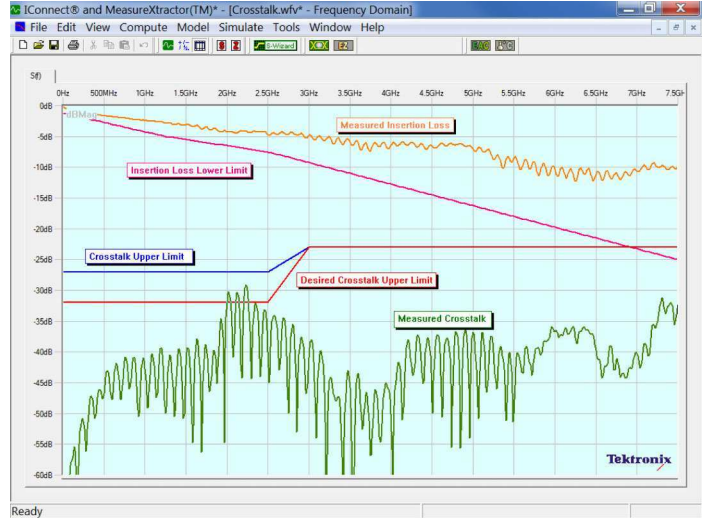 IConnect® and MeasureXtractor(TM)* - [Crosstalk.wfv* - Frequency Domain]
File Edit View Compute Model Simulate Tools Window Help
S-Wizard
EZ
S(f)
0Hz 500MHz 1GHz 1.5GHz 2GHz 2.5GHz 3GHz 3.5GHz 4GHz 4.5GHz 5GHz 5.5GHz 6GHz 6.5GHz 7GHz 7.5GH
0dB
dBMag
Measured Insertion Loss
-5dB
-10dB
Insertion Loss Lower Limit
-15dB
-20dB
Crosstalk Upper Limit
-25dB
Desired Crosstalk Upper Limit
-30dB
Measured Crosstalk
-35dB
-40dB
-45dB
-50dB
-55dB
Tektronix
-60dB
Ready